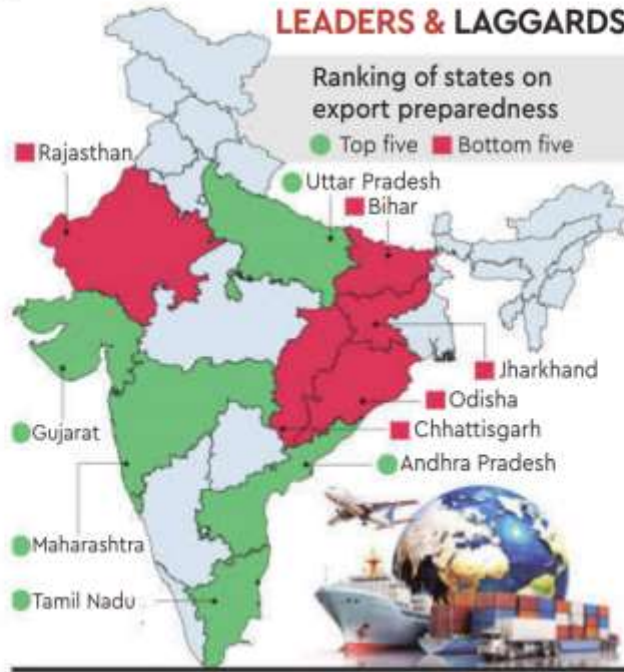 LEADERS & LAGGARDS
Ranking of states on
export preparedness
Top five Bottom five
Rajasthan
Uttar Pradesh
Bihar
Jharkhand
Odisha
Gujarat
Chhattisgarh
Andhra Pradesh
Maharashtra
Tamil Nadu